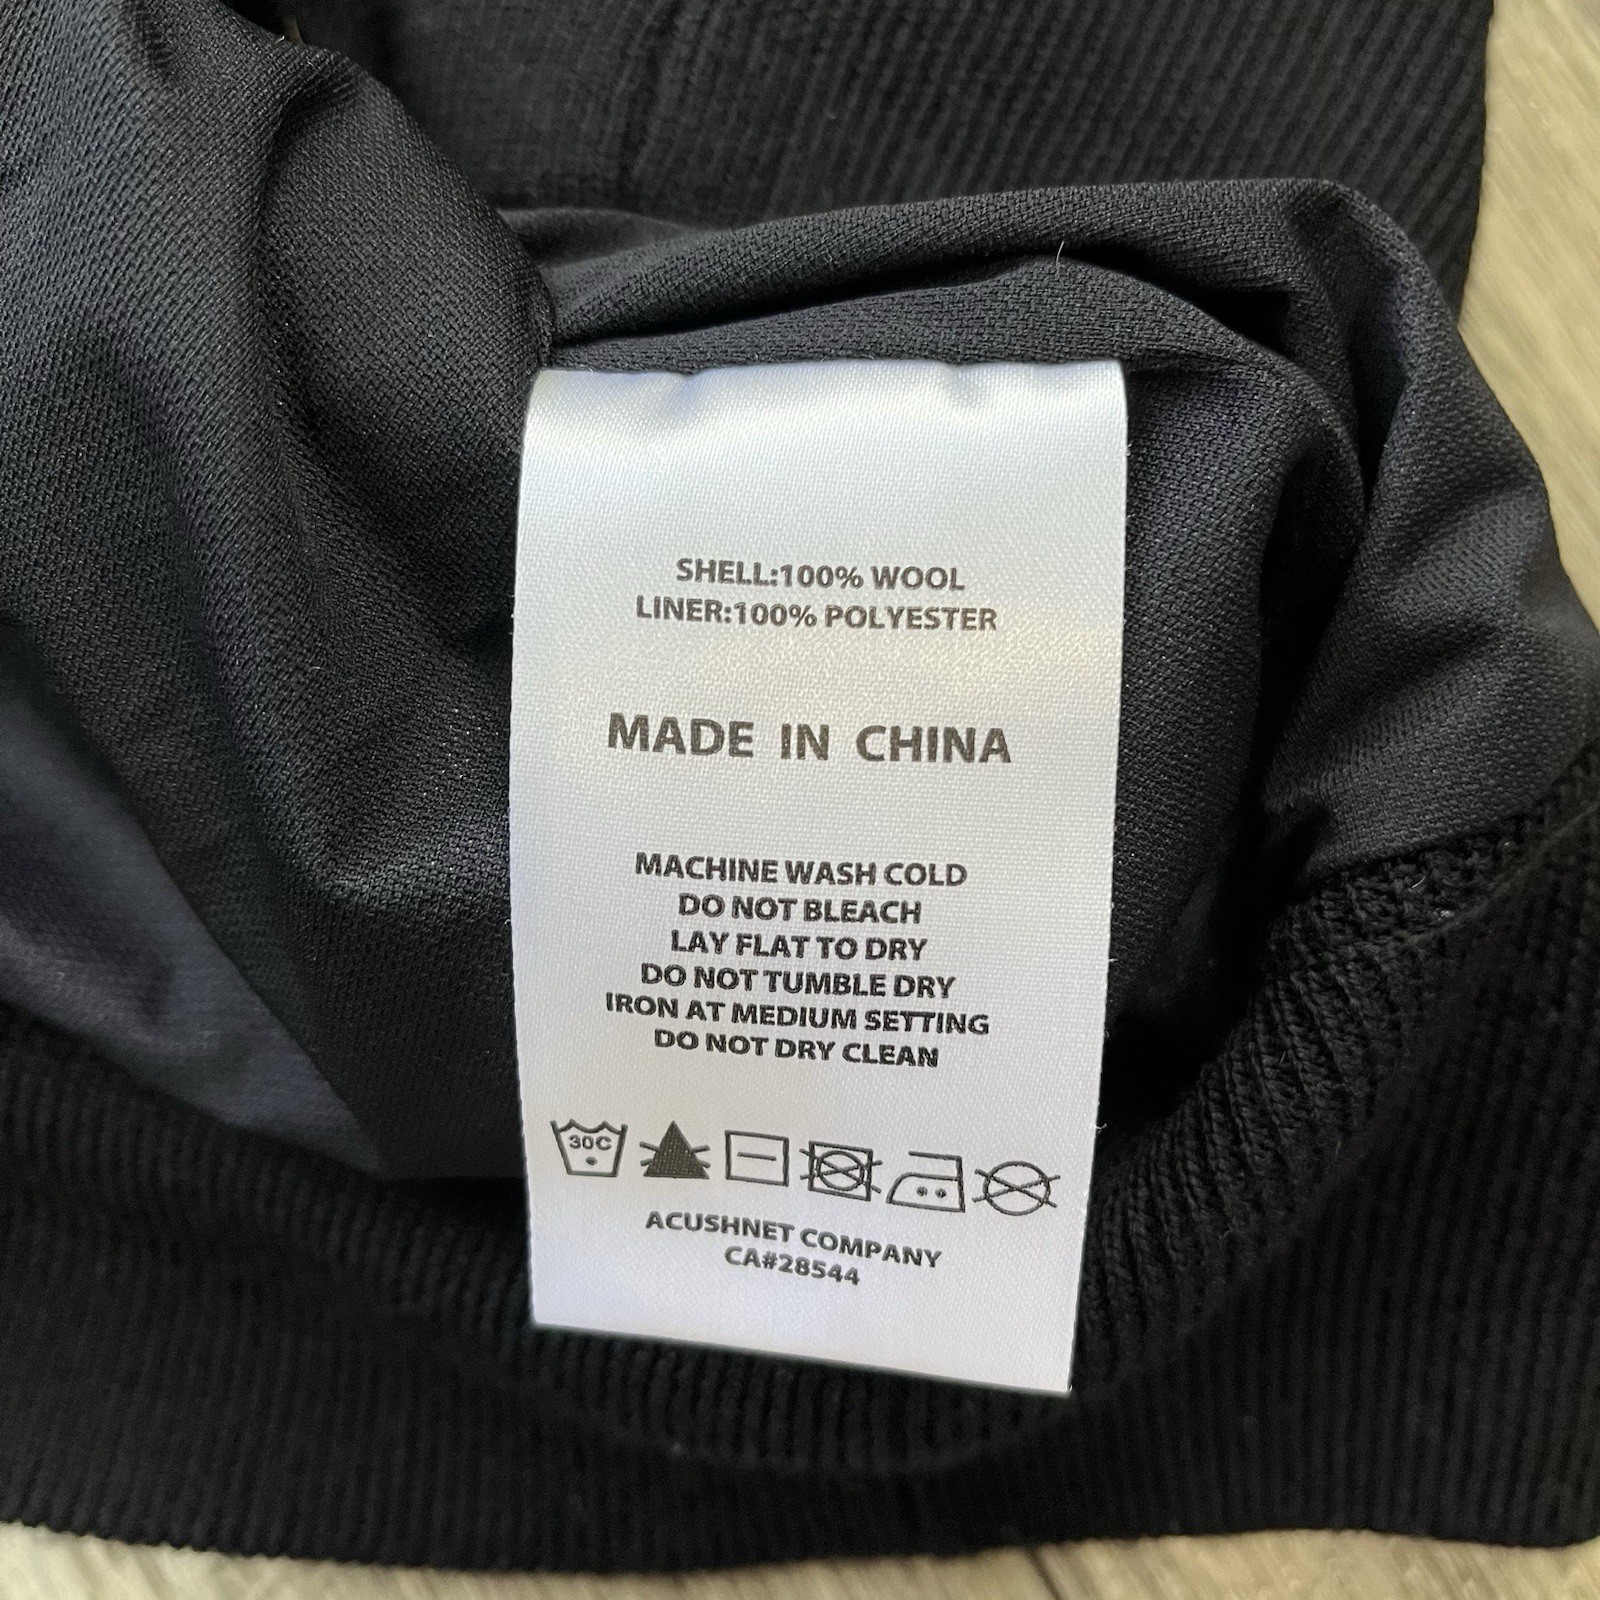 SHELL:100% WOOL
LINER:100% POLYESTER
MADE IN CHINA
MACHINE WASH COLD
DO NOT BLEACH
LAY FLAT TO DRY
DO NOT TUMBLE DRY
IRON AT MEDIUM SETTING
DO NOT DRY CLEAN
30C
ACUSHNET COMPANY
CA#28544